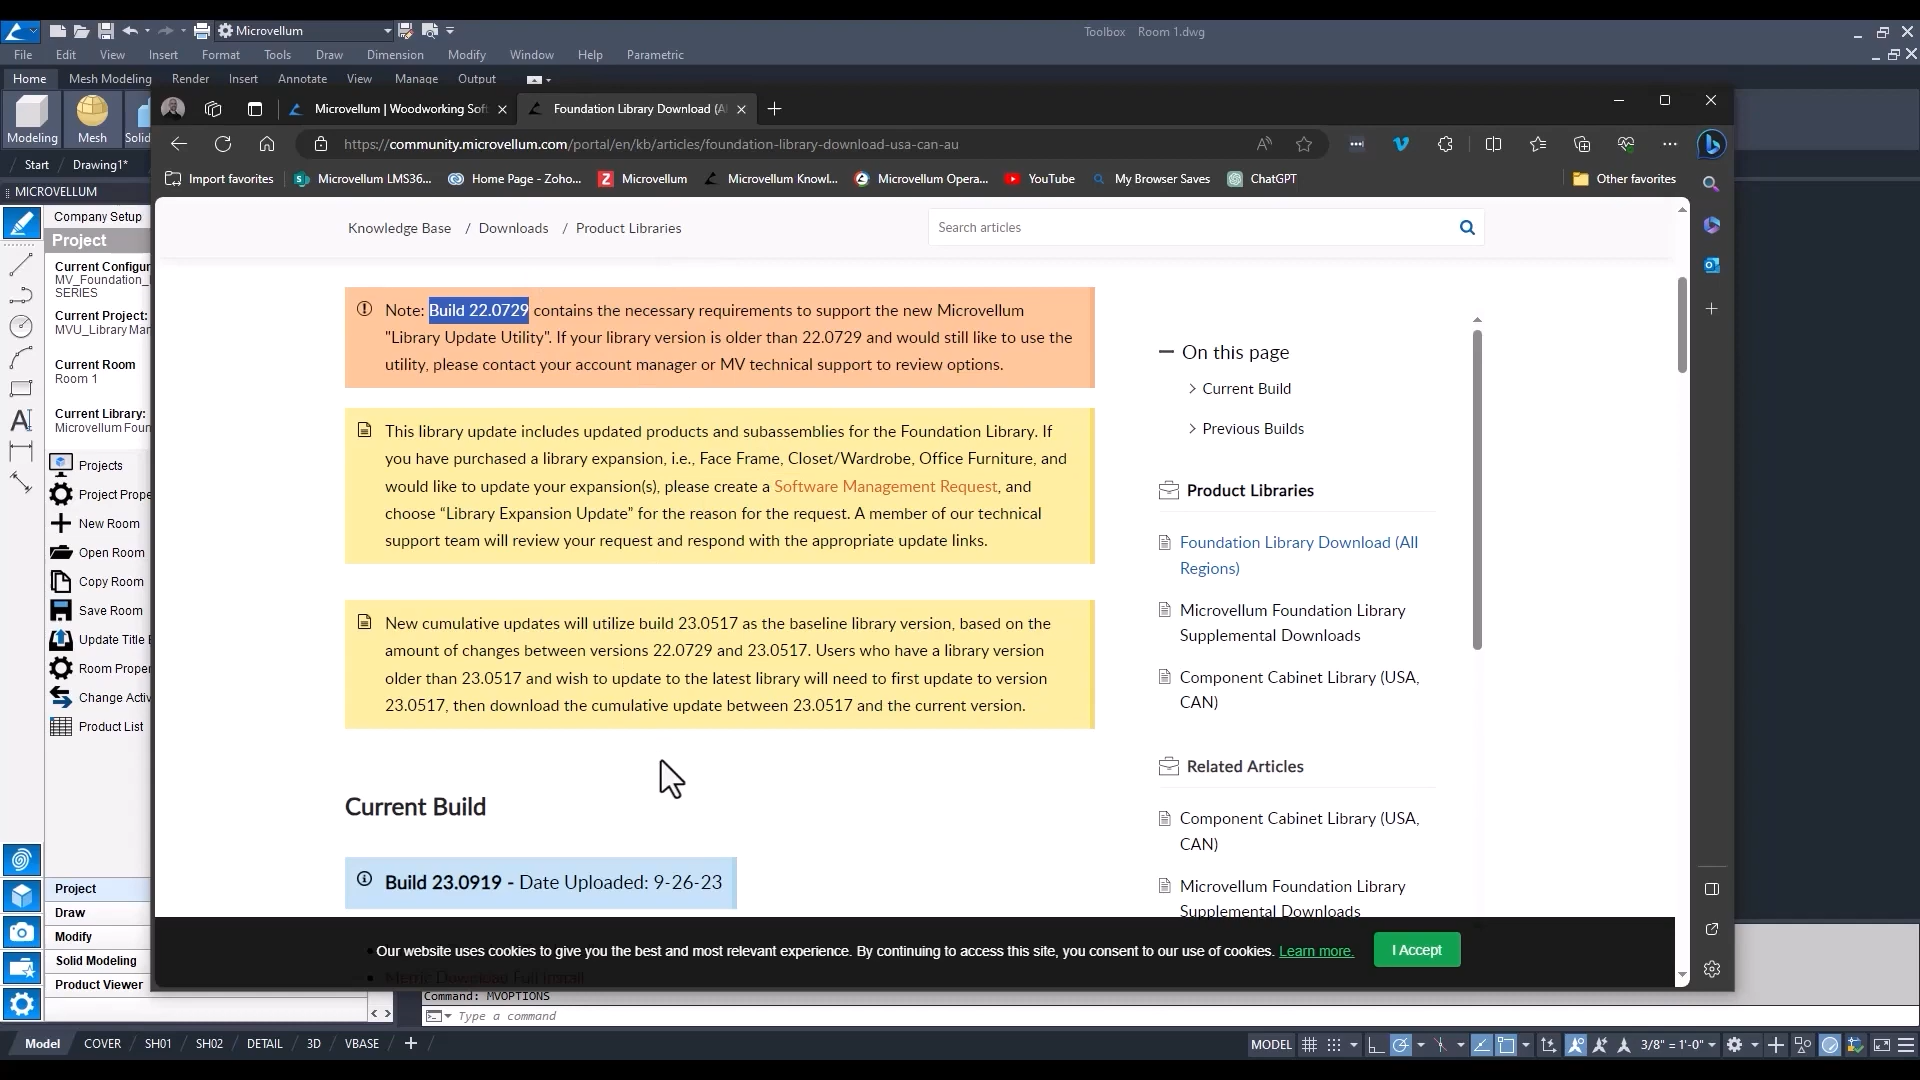 Microvellum
Toolbox Room 1.dwg
File Edit View Insert Format Tools Draw Dimension Modify Window Help Parametric
Home Mesh Modeling Render Insert Annotate View Manage Output
Microvellum | Woodworking Soft
Foundation Library Download (A
Modeling Mesh Solid
https://community.microvellum.com/portal/en/kb/articles/foundation-library-download-usa-can-au
Start Drawing1*
Import favorites Microvellum LMS36... Home Page - Zoho... Microvellum Microvellum Knowl... Microvellum Opera... YouTube My Browser Saves ChatGPT Other favorites
MICROVELLUM
Company Setup
Project
Current Configur
MV_Foundation_
SERIES
Current Project:
MVU_Library Man
Current Room
Room 1
Current Library:
Microvellum Foun
Projects
Project Prope
New Room
Open Room
Copy Room
Save Room
Update Title B
Room Proper
Change Activ
Product List
Project
Draw
Modify
Solid Modeling
Product Viewer
Knowledge Base / Downloads / Product Libraries
Search articles
Note: Build 22.0729 contains the necessary requirements to support the new Microvellum
"Library Update Utility". If your library version is older than 22.0729 and would still like to use the
utility, please contact your account manager or MV technical support to review options.
This library update includes updated products and subassemblies for the Foundation Library. If
you have purchased a library expansion, i.e., Face Frame, Closet/Wardrobe, Office Furniture, and
would like to update your expansion(s), please create a Software Management Request, and
choose “Library Expansion Update” for the reason for the request. A member of our technical
support team will review your request and respond with the appropriate update links.
New cumulative updates will utilize build 23.0517 as the baseline library version, based on the
amount of changes between versions 22.0729 and 23.0517. Users who have a library version
older than 23.0517 and wish to update to the latest library will need to first update to version
23.0517, then download the cumulative update between 23.0517 and the current version.
Current Build
Build 23.0919 - Date Uploaded: 9-26-23
On this page
Current Build
Previous Builds
Product Libraries
Foundation Library Download (All
Regions)
Microvellum Foundation Library
Supplemental Downloads
Component Cabinet Library (USA,
CAN)
Related Articles
Component Cabinet Library (USA,
CAN)
Microvellum Foundation Library
Supplemental Downloads
Our website uses cookies to give you the best and most relevant experience. By continuing to access this site, you consent to our use of cookies. Learn more. I Accept
Metric Download Full Install
Command: MVOPTIONS
Type a command
Model COVER SH01 SH02 DETAIL 3D VBASE
MODEL 3/8" = 1'-0"